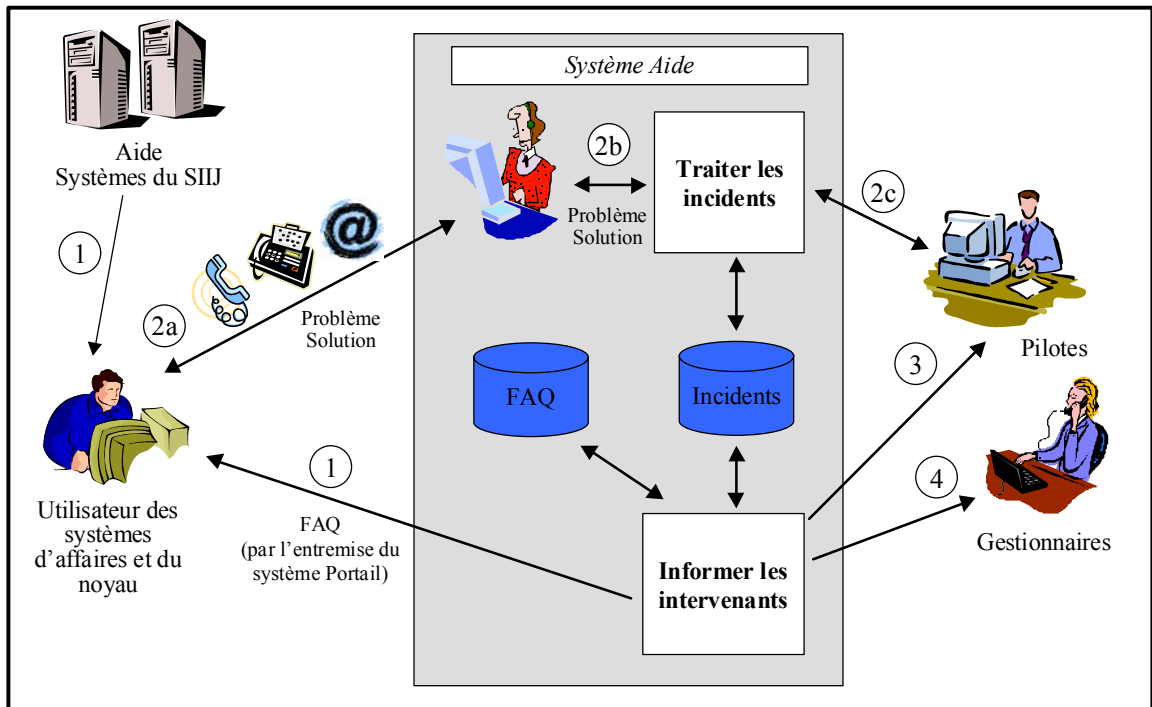 Système Aide
Aide
Systèmes du SIIJ
1
2a
Problème
Solution
@
2b
Problème
Solution
Traiter les
incidents
2c
Pilotes
3
FAQ
Incidents
Utilisateur des
systèmes
d'affaires et du
noyau
1
FAQ
(par l'entremise du
système Portail)
Informer les
intervenants
4
Gestionnaires